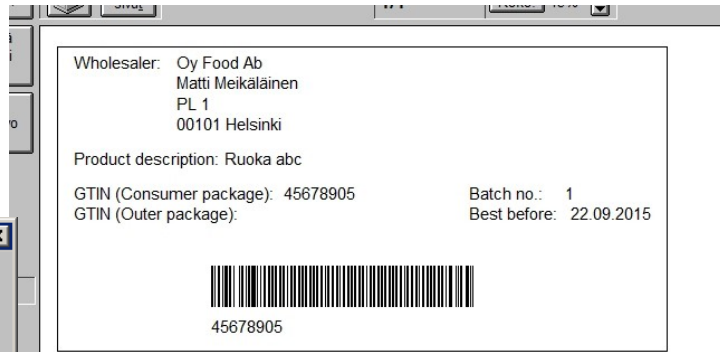 Wholesaler: Oy Food Ab
Matti Meikäläinen
PL 1
00101 Helsinki
Product description: Ruoka abc
GTIN (Consumer package): 45678905 Batch no.: 1
GTIN (Outer package): Best before: 22.09.2015
45678905